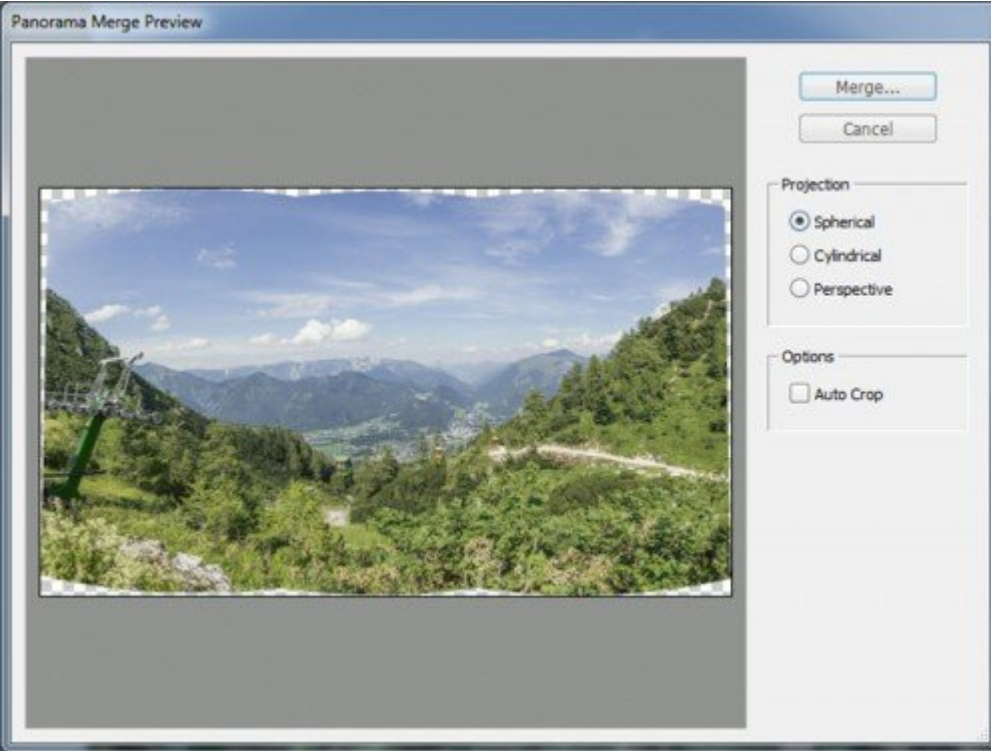 Panorama Merge Preview
Merge...
Cancel
Projection
Spherical
Cylindrical
Perspective
Options
Auto Crop